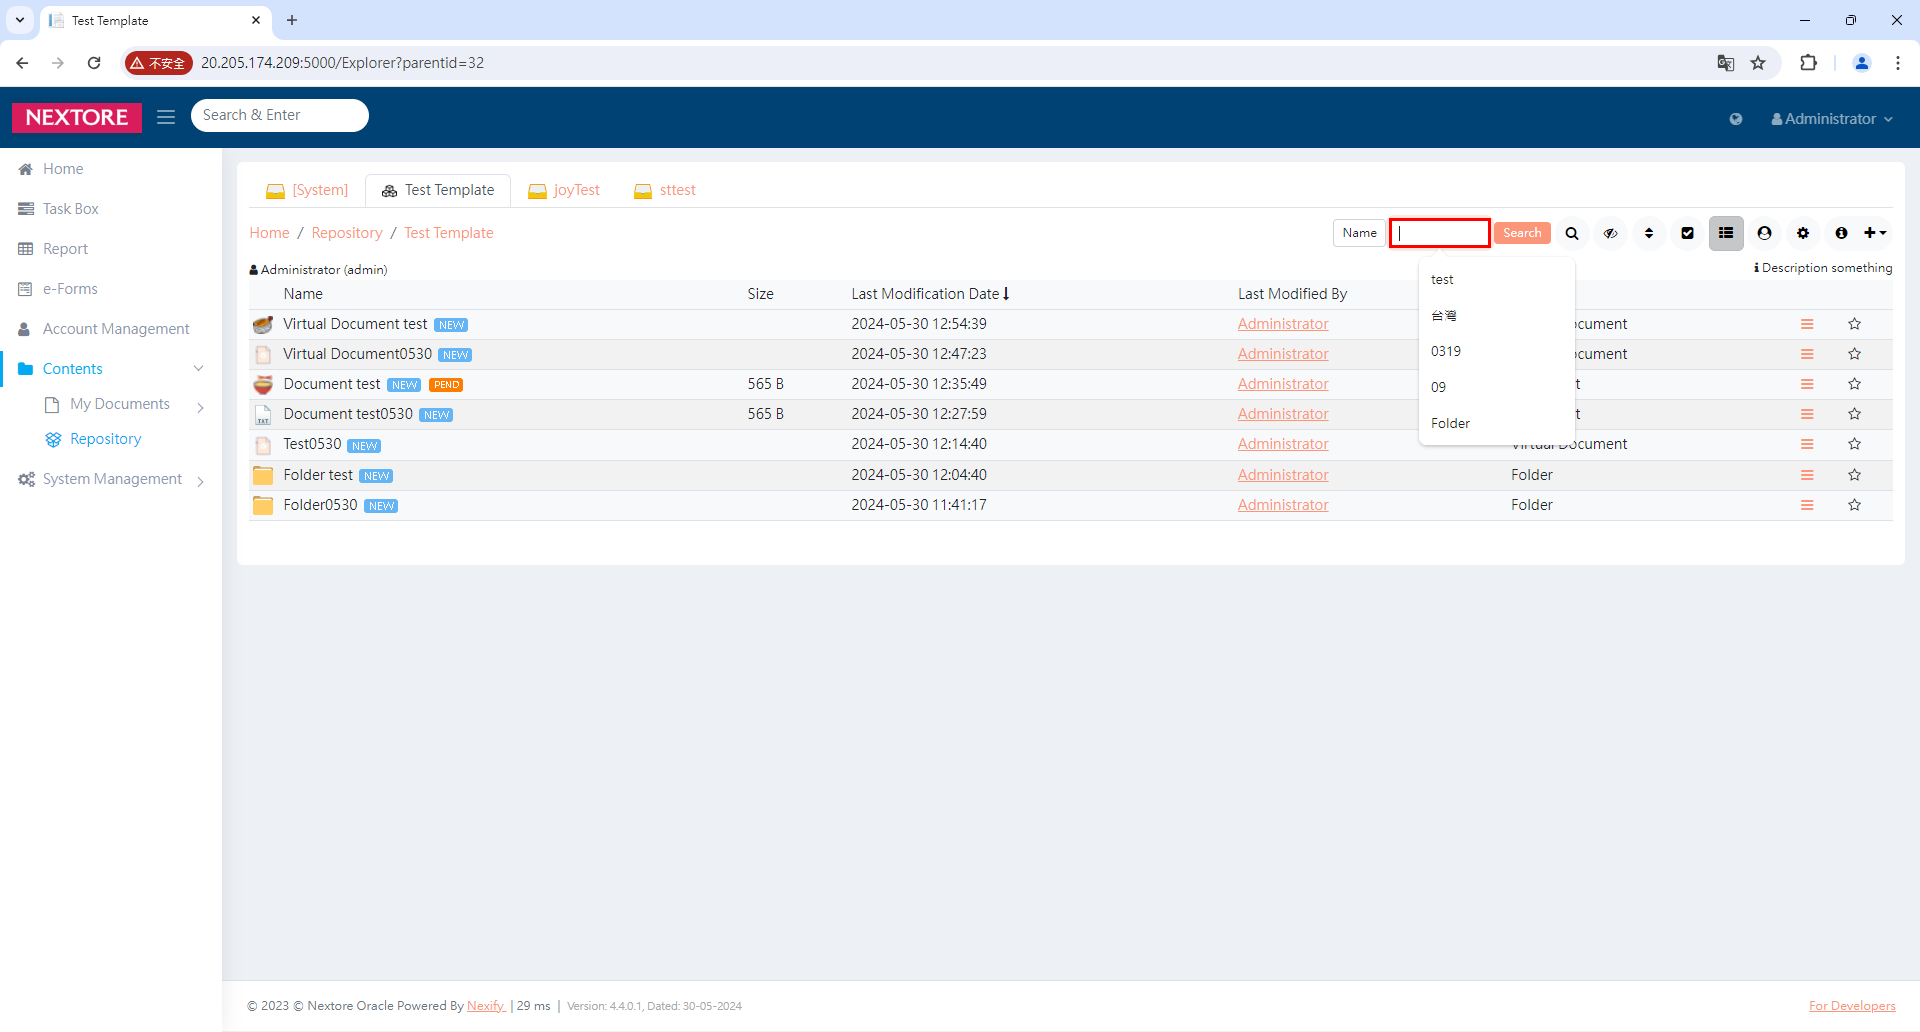 Test Template
不安全
20.205.174.209:5000/Explorer?parentid=32
NEXTORE
Search & Enter
Administrator
Home
Task Box
Report
e-Forms
Account Management
Contents
My Documents
Repository
System Management
[System]
Test Template
joyTest
sttest
Home / Repository / Test Template
Name
Search
Administrator (admin)
Description something
Name Size Last Modification Date Last Modified By
Virtual Document test NEW 2024-05-30 12:54:39 Administrator ocument
Virtual Document0530 NEW 2024-05-30 12:47:23 Administrator ocument
Document test NEW PEND 565 B 2024-05-30 12:35:49 Administrator t
Document test0530 NEW 565 B 2024-05-30 12:27:59 Administrator t
Test0530 NEW 2024-05-30 12:14:40 Administrator Virtual Document
Folder test NEW 2024-05-30 12:04:40 Administrator Folder
Folder0530 NEW 2024-05-30 11:41:17 Administrator Folder
test
台灣
0319
09
Folder
TXT
© 2023 © Nextore Oracle Powered By Nexify | 29 ms | Version: 4.4.0.1, Dated: 30-05-2024
For Developers